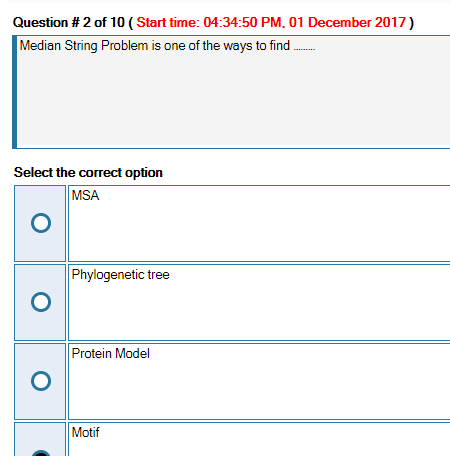 Question # 2 of 10 ( Start time: 04:34:50 PM, 01 December 2017 )
Median String Problem is one of the ways to find .........
Select the correct option
MSA
Phylogenetic tree
Protein Model
Motif